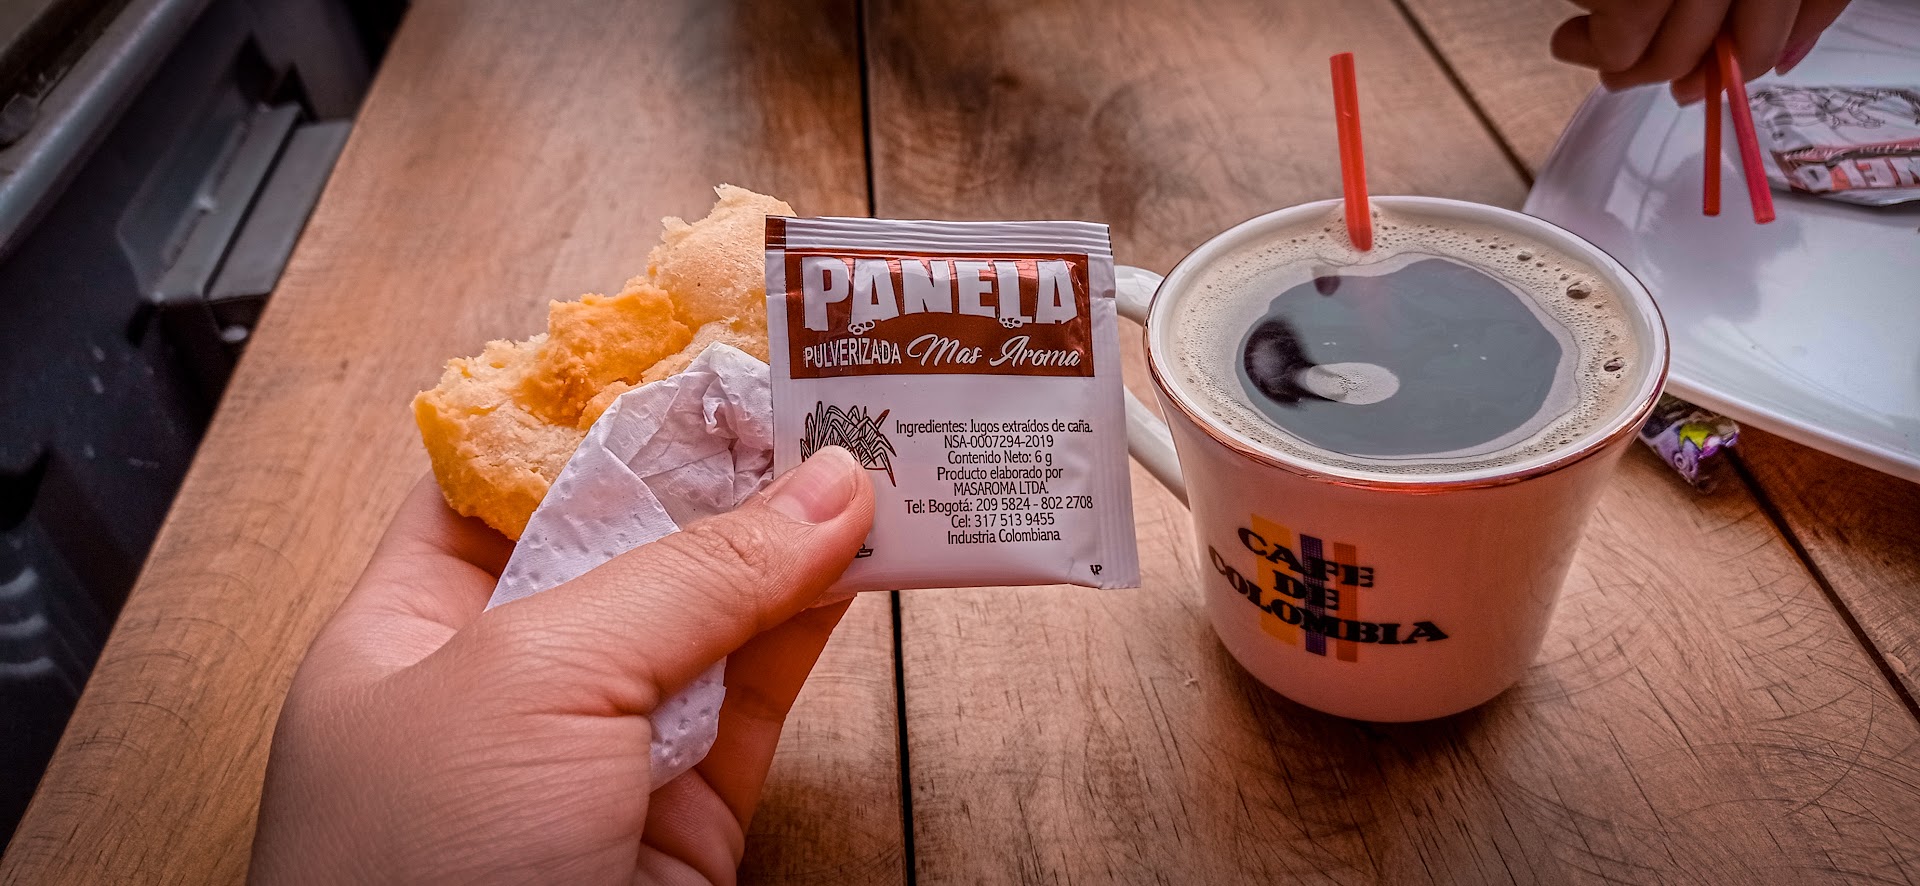 PANELA
PULVERIZADA Mas Aroma
Ingredientes: Jugos extraídos de caña.
NSA-0007294-2019
Contenido Neto: 6 g
Producto elaborado por
MASAROMA LTDA.
Tel: Bogotá: 209 5824 - 802 2708
Cel: 317 513 9455
Industria Colombiana
CAFE
DE
COLOMBIA